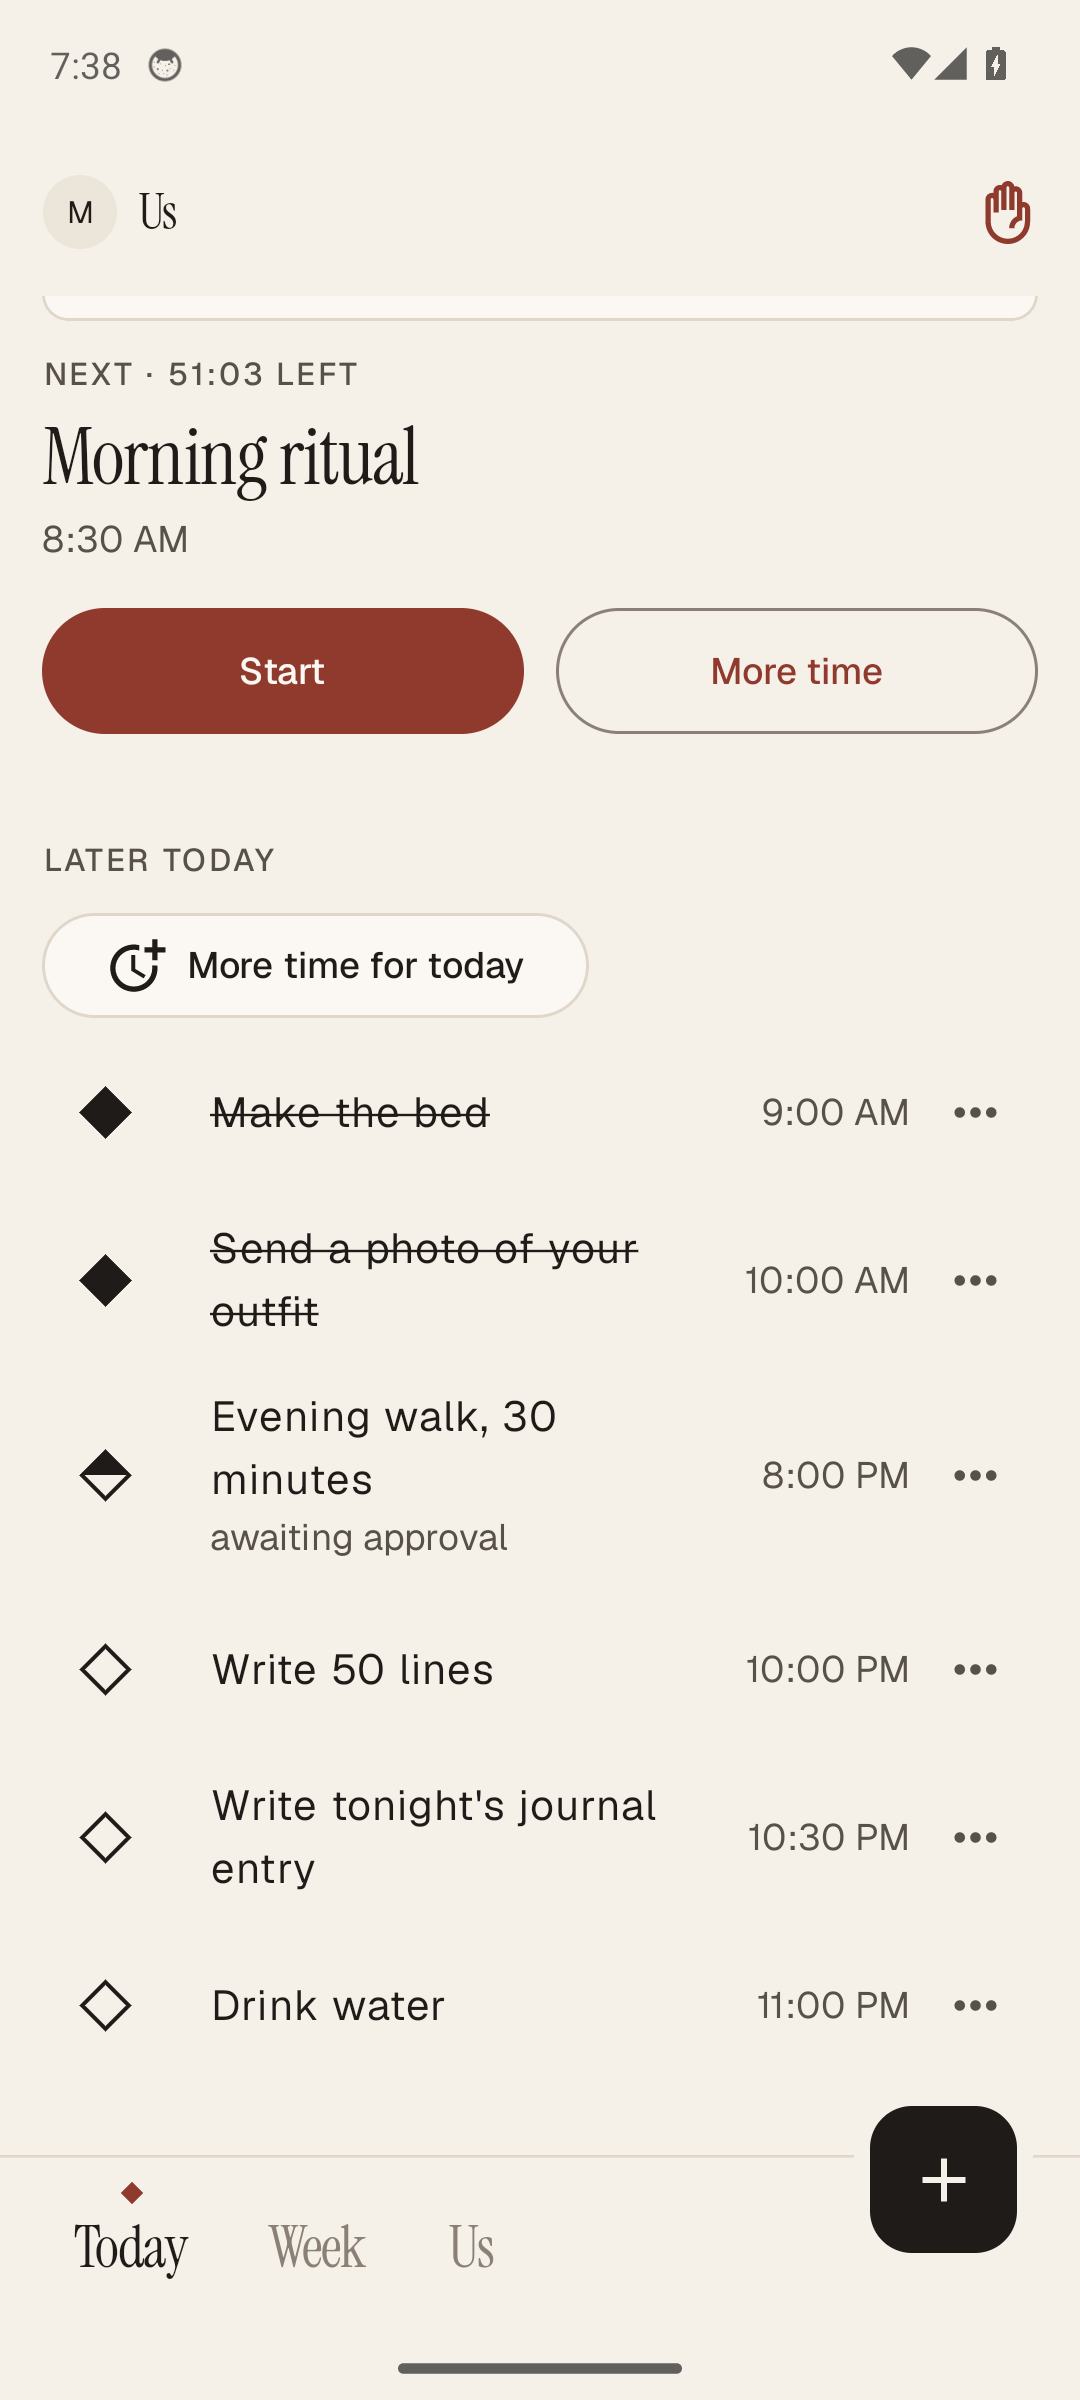 7:38
M Us
NEXT · 51:03 LEFT
Morning ritual
8:30 AM
Start
More time
LATER TODAY
More time for today
Make the bed 9:00 AM
Send a photo of your
outfit
10:00 AM
Evening walk, 30
minutes
awaiting approval
8:00 PM
Write 50 lines 10:00 PM
Write tonight's journal
entry
10:30 PM
Drink water 11:00 PM
Today Week Us